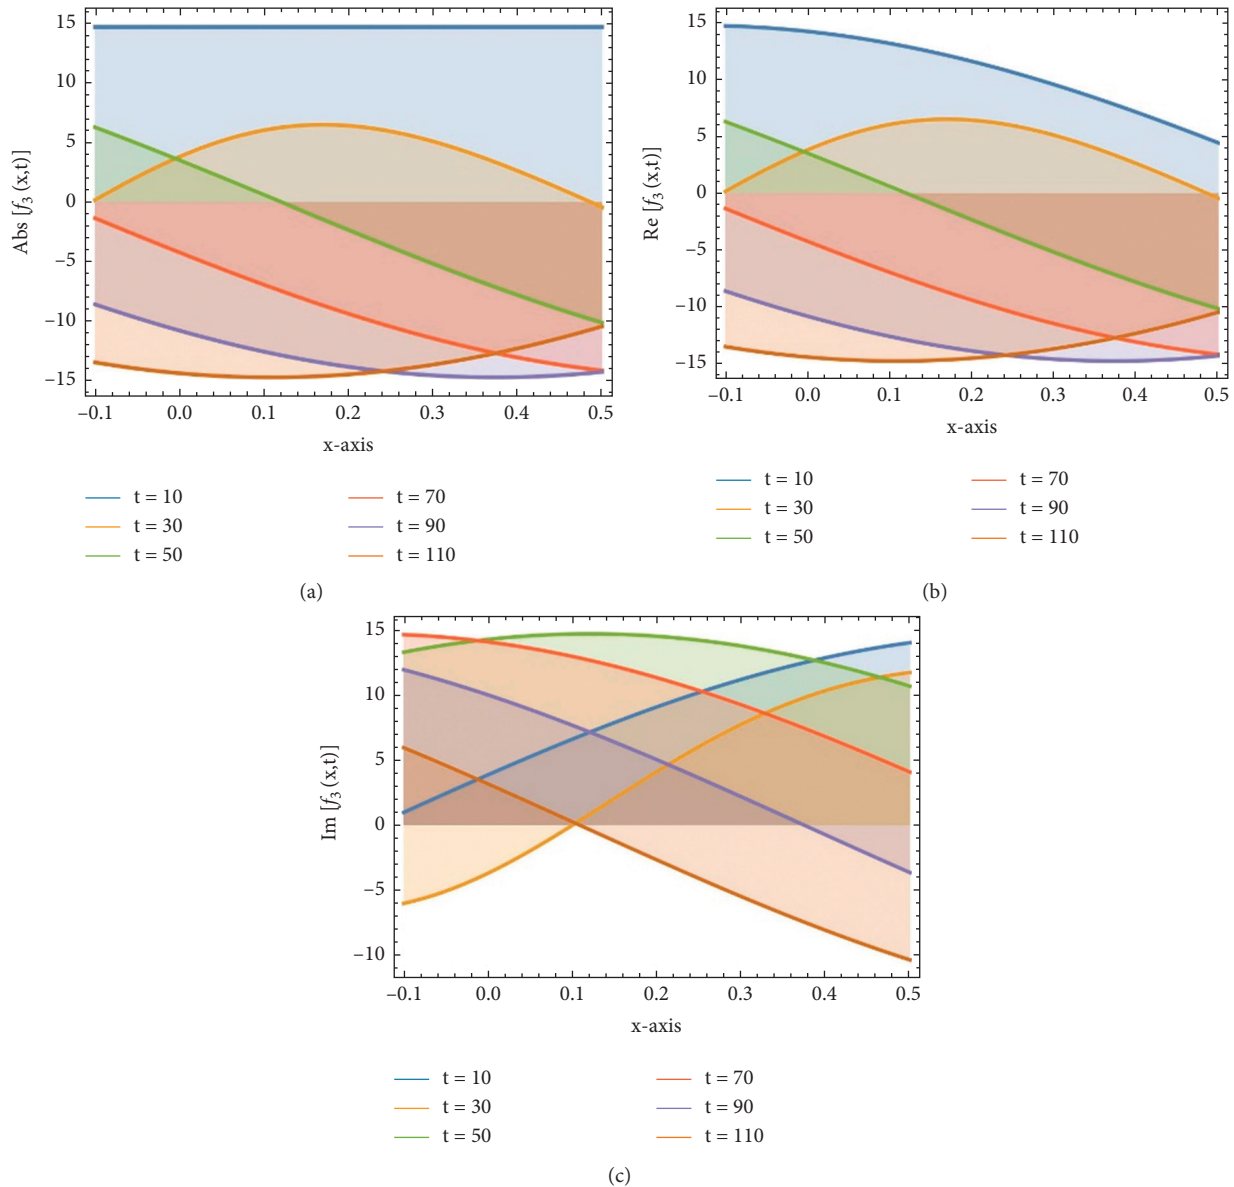 Abs [f₃ (x,t)]
15
10
5
0
−5
−10
−15
−0.1 0.0 0.1 0.2 0.3 0.4 0.5
x-axis
t = 10
t = 30
t = 50
t = 70
t = 90
t = 110
(a)
Re [f₃ (x,t)]
15
10
5
0
−5
−10
−15
−0.1 0.0 0.1 0.2 0.3 0.4 0.5
x-axis
t = 10
t = 30
t = 50
t = 70
t = 90
t = 110
(b)
Im [f₃ (x,t)]
15
10
5
0
−5
−10
−0.1 0.0 0.1 0.2 0.3 0.4 0.5
x-axis
t = 10
t = 30
t = 50
t = 70
t = 90
t = 110
(c)